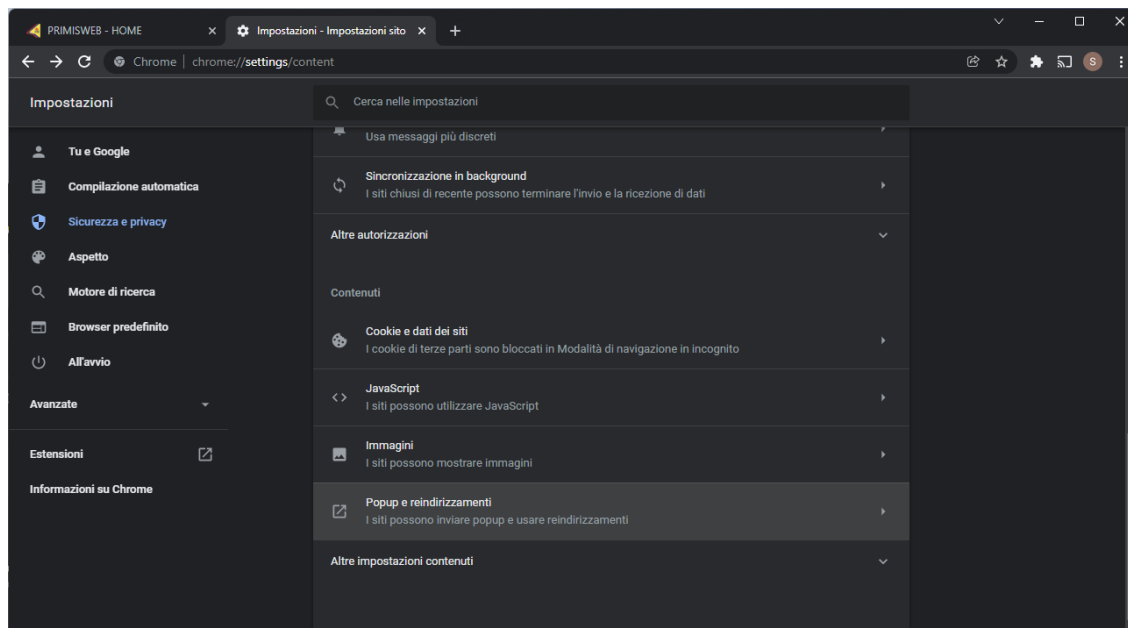 PRIMISWEB - HOME
Impostazioni - Impostazioni sito
Chrome | chrome://settings/content
S
Impostazioni
Cerca nelle impostazioni
Tu e Google
Compilazione automatica
Sicurezza e privacy
Aspetto
Motore di ricerca
Browser predefinito
All'avvio
Avanzate
Estensioni
Informazioni su Chrome
Usa messaggi più discreti
Sincronizzazione in background
I siti chiusi di recente possono terminare l'invio e la ricezione di dati
Altre autorizzazioni
Contenuti
Cookie e dati dei siti
I cookie di terze parti sono bloccati in Modalità di navigazione in incognito
JavaScript
I siti possono utilizzare JavaScript
Immagini
I siti possono mostrare immagini
Popup e reindirizzamenti
I siti possono inviare popup e usare reindirizzamenti
Altre impostazioni contenuti